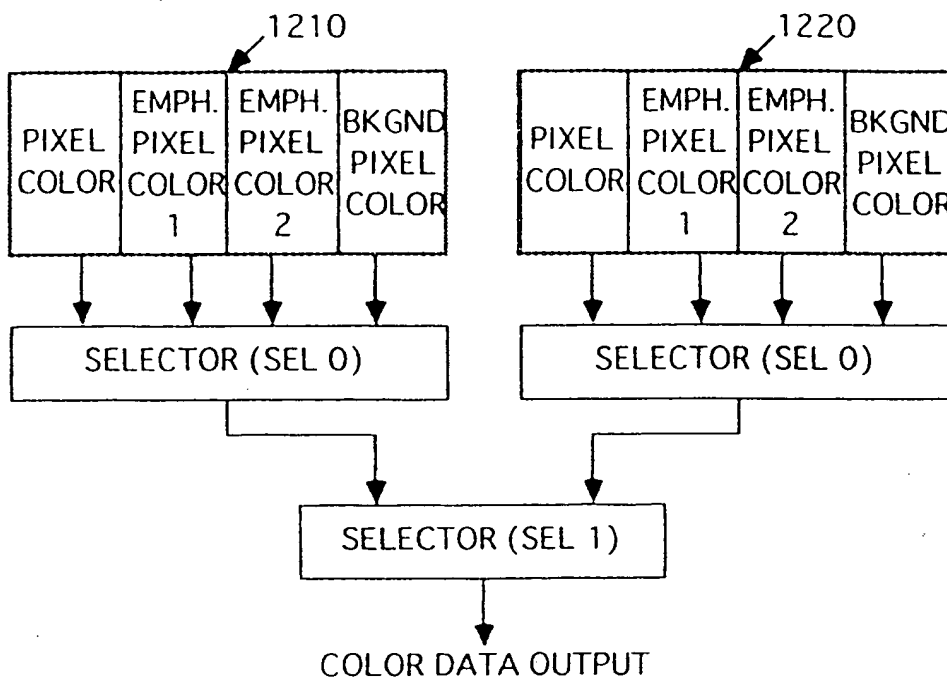 1210
1220
PIXEL
COLOR
EMPH.
PIXEL
COLOR
1
EMPH.
PIXEL
COLOR
2
BKGND
PIXEL
COLOR
PIXEL
COLOR
EMPH.
PIXEL
COLOR
1
EMPH.
PIXEL
COLOR
2
BKGND
PIXEL
COLOR
SELECTOR (SEL 0)
SELECTOR (SEL 0)
SELECTOR (SEL 1)
COLOR DATA OUTPUT